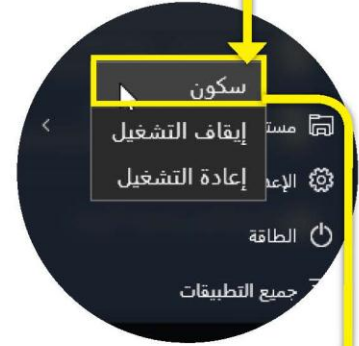 سكون
إيقاف التشغيل
إعادة التشغيل
الطاقة
جميع التطبيقات